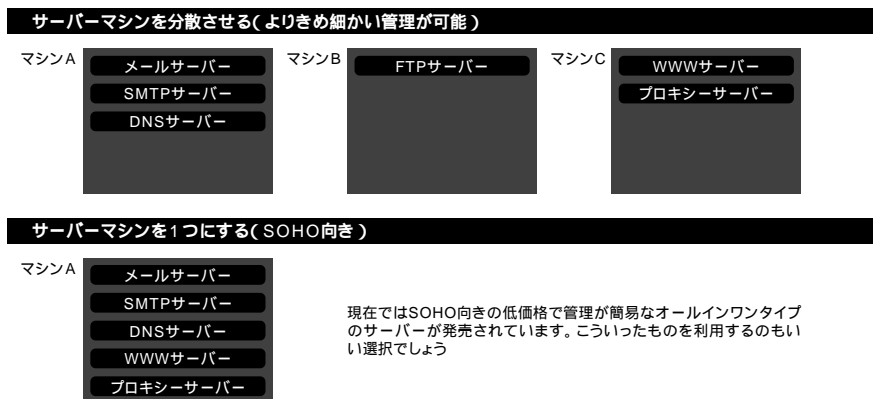 サーバーマシンを分散させる(よりきめ細かい管理が可能)
マシンA
メールサーバー
SMTPサーバー
DNSサーバー
マシンB
FTPサーバー
マシンC
WWWサーバー
プロキシーサーバー
サーバーマシンを1つにする(SOHO向き)
マシンA
メールサーバー
SMTPサーバー
DNSサーバー
WWWサーバー
プロキシーサーバー
現在ではSOHO向きの低価格で管理が簡易なオールインワンタイプ
のサーバーが発売されています。こういったものを利用するのもい
い選択でしょう